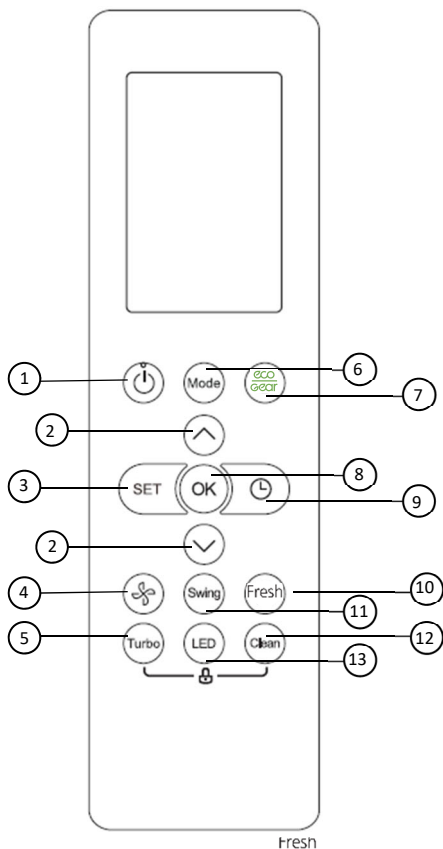 1
6
Mode
eco
Gear
7
2
8
3
SET
OK
9
2
4
Swing
Fresh
10
11
5
Turbo
LED
Clean
12
13
Fresh